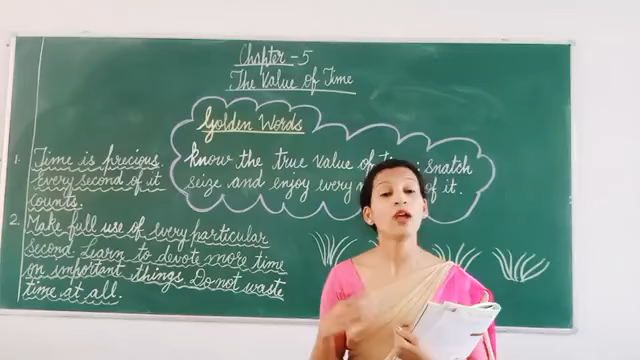 Chapter - 5
The Value of Time
Golden Words
Know the true value of snatch
seize and enjoy every of it.
1. Time is precious
Every second of it
counts.
2. Make full use of every particular
second. Learn to devote more time
on important things. Do not waste
time at all.